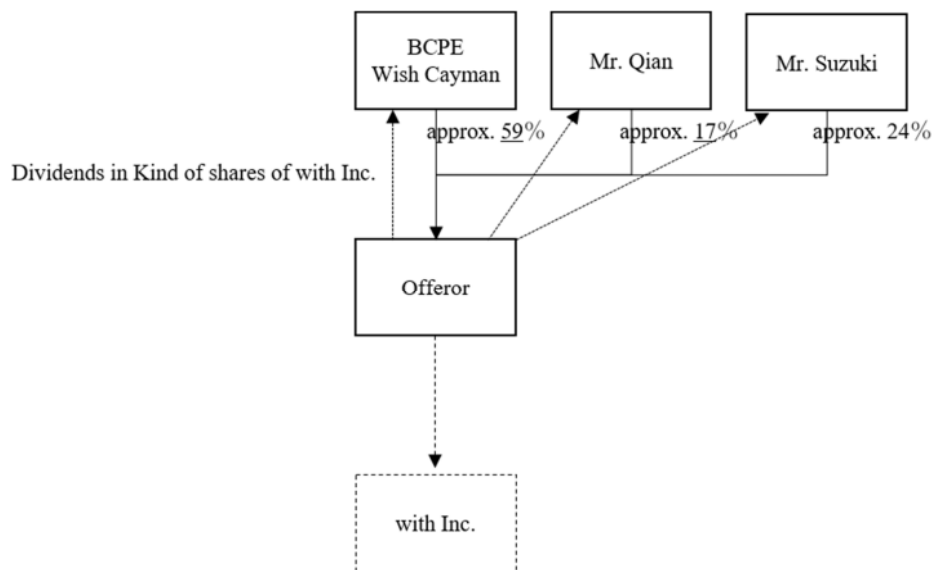 BCPE
Wish Cayman
Mr. Qian
Mr. Suzuki
approx. 59%
approx. 17%
approx. 24%
Dividends in Kind of shares of with Inc.
Offeror
with Inc.